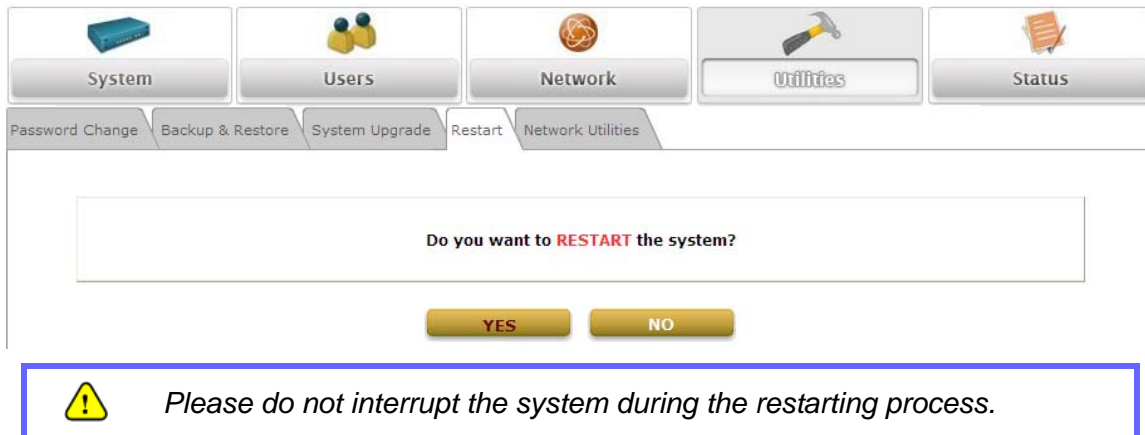 System Users Network Utilities Status
Password Change Backup & Restore System Upgrade Restart Network Utilities
Do you want to RESTART the system?
YES NO
Please do not interrupt the system during the restarting process.